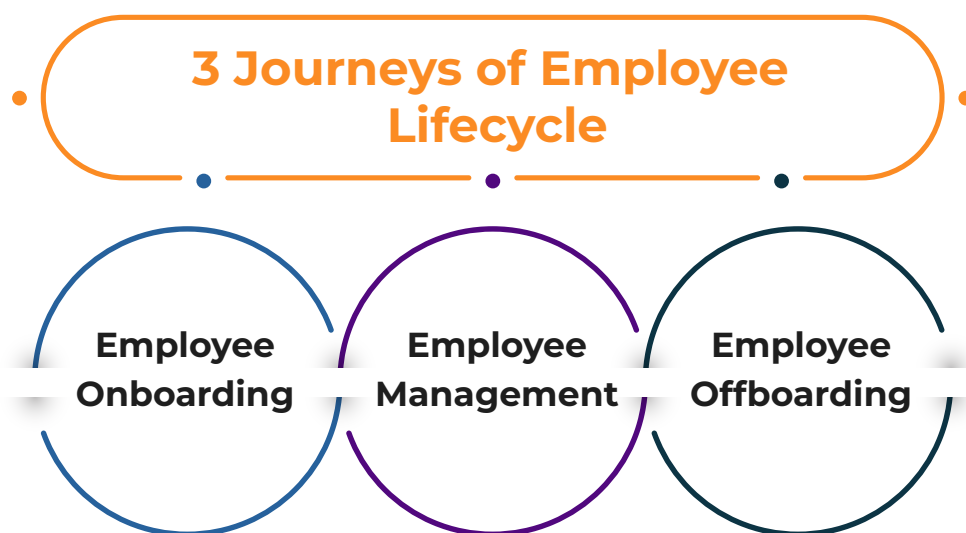 3 Journeys of Employee
Lifecycle
Employee
Onboarding
Employee
Management
Employee
Offboarding